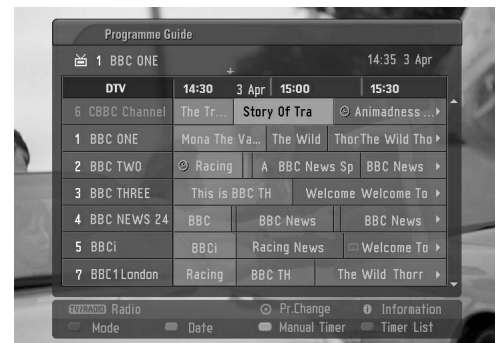 Programme Guide
1 BBC ONE 14:35 3 Apr
DTV 14:30 3 Apr 15:00 15:30
6 CBBC Channel The Tr... Story Of Tra Animadness ...
1 BBC ONE Mona The Va... The Wild ThorThe Wild Tho
2 BBC TWO Racing A BBC News Sp BBC News
3 BBC THREE This is BBC TH Welcome Welcome To
4 BBC NEWS 24 BBC BBC News BBC News
5 BBCi BBCi Racing News Welcome To
7 BBC1London Racing BBC TH The Wild Thorr
TV/RADIO Radio Pr.Change Information
Mode Date Manual Timer Timer List